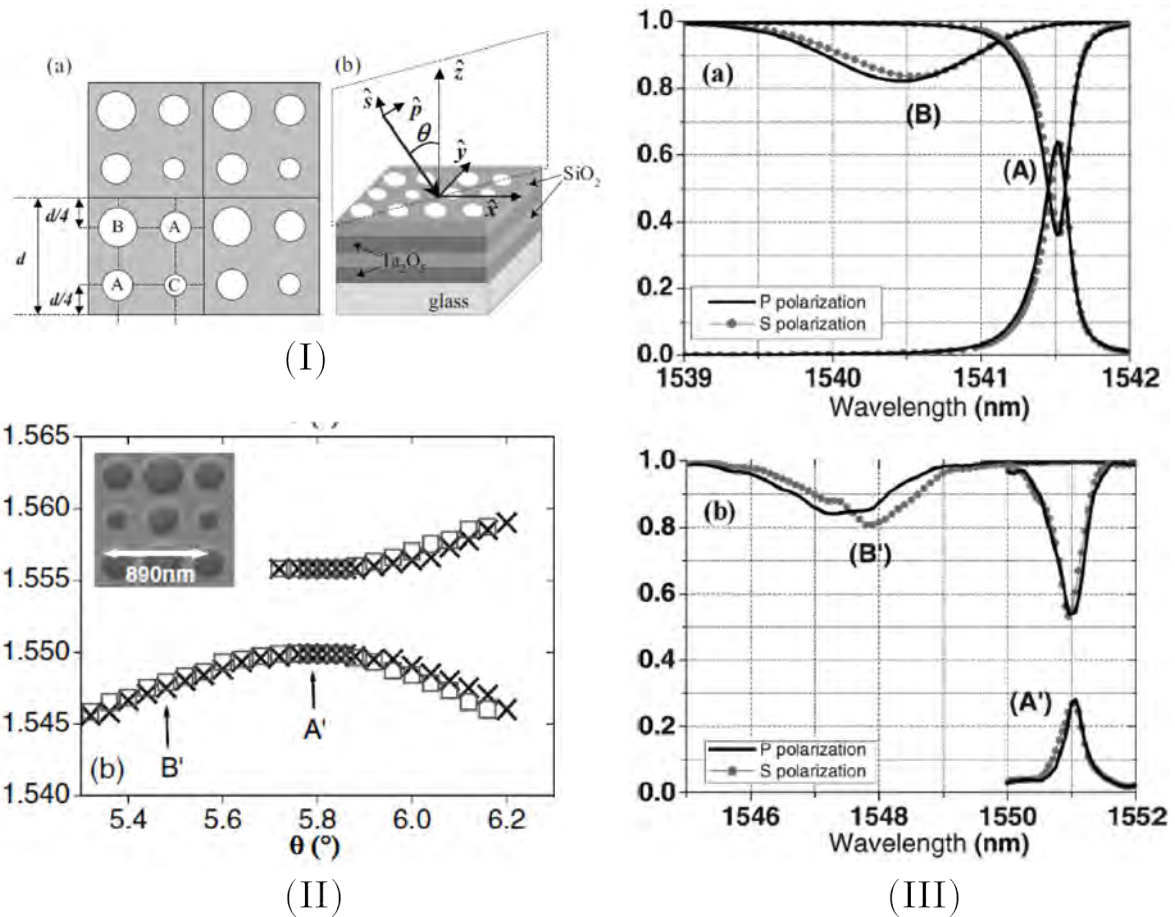 (a)
d/4
d
d/4
B
A
A
C
(b)
ẑ
ŝ
p̂
θ
ŷ
x̂
SiO₂
Ta₂O₅
glass
(I)
1.565
1.560
1.555
1.550
1.545
1.540
890nm
A'
B'
(b)
5.4
5.6
5.8
6.0
6.2
θ (°)
(II)
1.0
0.8
0.6
0.4
0.2
0.0
(a)
(B)
(A)
P polarization
S polarization
1539
1540
1541
1542
Wavelength (nm)
1.0
0.8
0.6
0.4
0.2
0.0
(b)
(B')
(A')
P polarization
S polarization
1546
1548
1550
1552
Wavelength (nm)
(III)